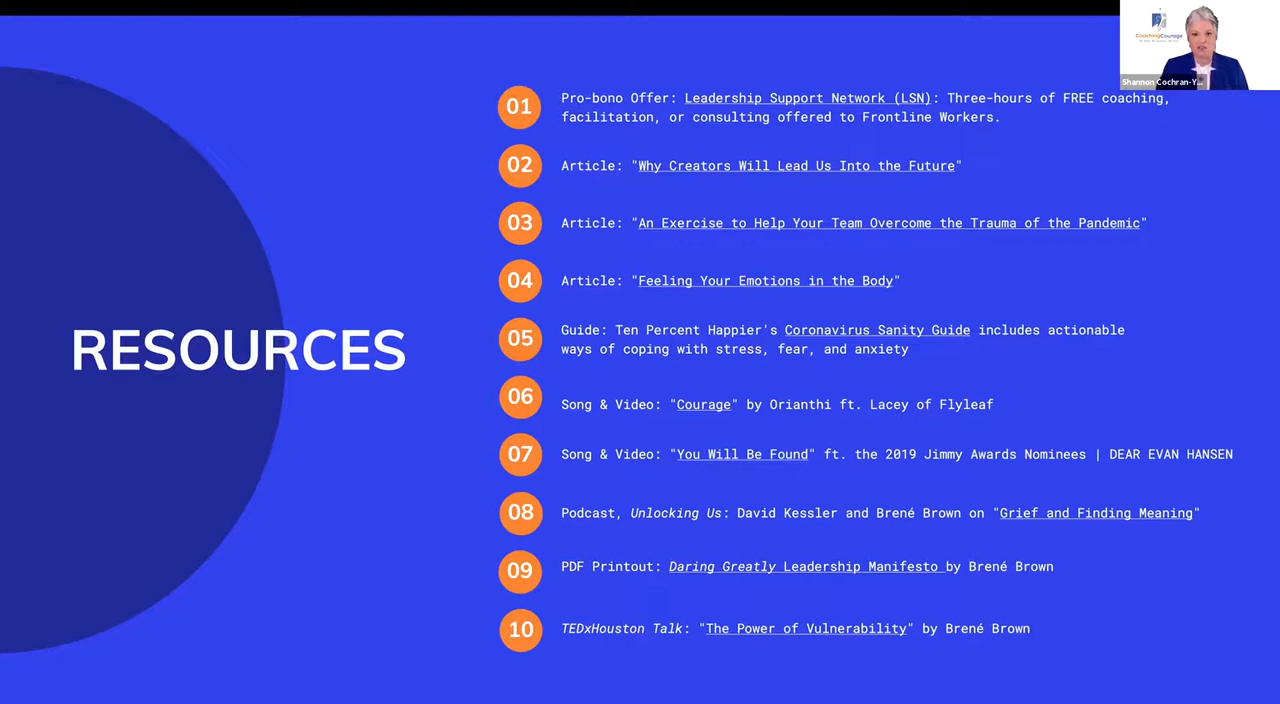 CoachingCourage
Shannon Cochran-Y...
RESOURCES
01
Pro-bono Offer: Leadership Support Network (LSN): Three-hours of FREE coaching,
facilitation, or consulting offered to Frontline Workers.
02
Article: "Why Creators Will Lead Us Into the Future"
03
Article: "An Exercise to Help Your Team Overcome the Trauma of the Pandemic"
04
Article: "Feeling Your Emotions in the Body"
05
Guide: Ten Percent Happier's Coronavirus Sanity Guide includes actionable
ways of coping with stress, fear, and anxiety
06
Song & Video: "Courage" by Orianthi ft. Lacey of Flyleaf
07
Song & Video: "You Will Be Found" ft. the 2019 Jimmy Awards Nominees | DEAR EVAN HANSEN
08
Podcast, Unlocking Us: David Kessler and Brené Brown on "Grief and Finding Meaning"
09
PDF Printout: Daring Greatly Leadership Manifesto by Brené Brown
10
TEDxHouston Talk: "The Power of Vulnerability" by Brené Brown